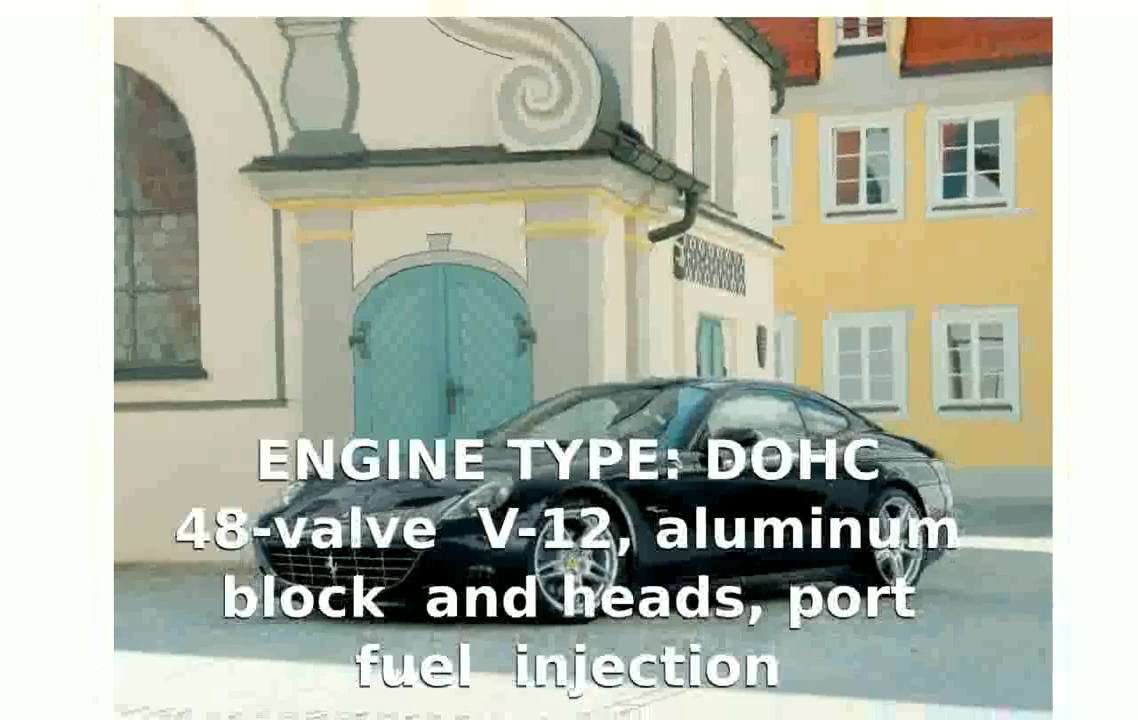 ENGINE TYPE: DOHC
48-valve V-12, aluminum
block and heads, port
fuel injection